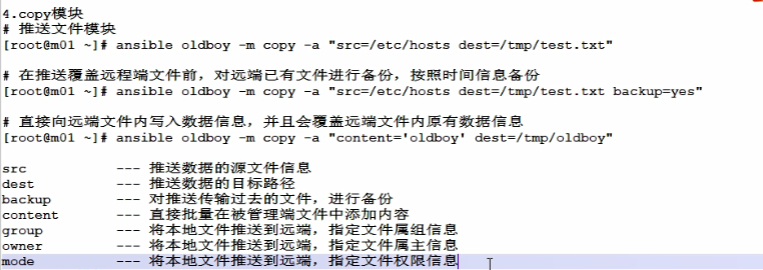 4.copy模块
# 推送文件模块
[root@m01 ~]# ansible oldboy -m copy -a "src=/etc/hosts dest=/tmp/test.txt"
# 在推送覆盖远程端文件前，对远端已有文件进行备份，按照时间信息备份
[root@m01 ~]# ansible oldboy -m copy -a "src=/etc/hosts dest=/tmp/test.txt backup=yes"
# 直接向远端文件内写入数据信息，并且会覆盖远端文件内原有数据信息
[root@m01 ~]# ansible oldboy -m copy -a "content='oldboy' dest=/tmp/oldboy"
src --- 推送数据的源文件信息
dest --- 推送数据的目标路径
backup --- 对推送传输过去的文件，进行备份
content --- 直接批量在被管理端文件中添加内容
group --- 将本地文件推送到远端，指定文件属组信息
owner --- 将本地文件推送到远端，指定文件属主信息
mode --- 将本地文件推送到远端，指定文件权限信息